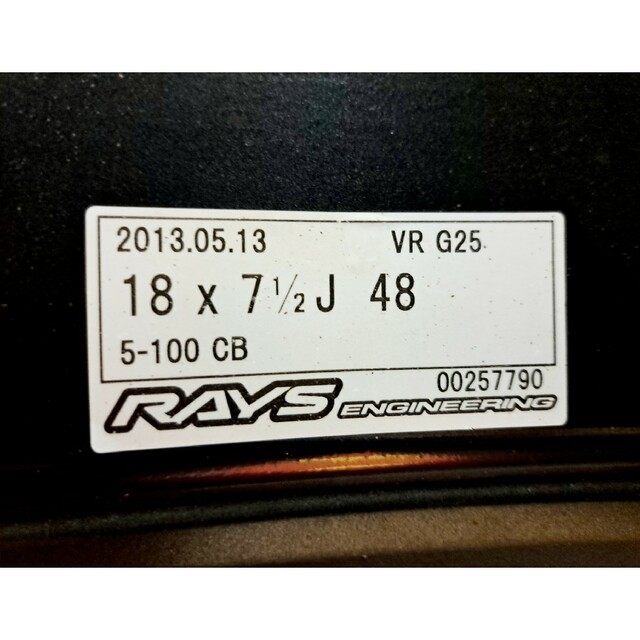 2013.05.13 VR G25
18 x 7½J 48
5-100 CB
00257790
RAYS ENGINEERING